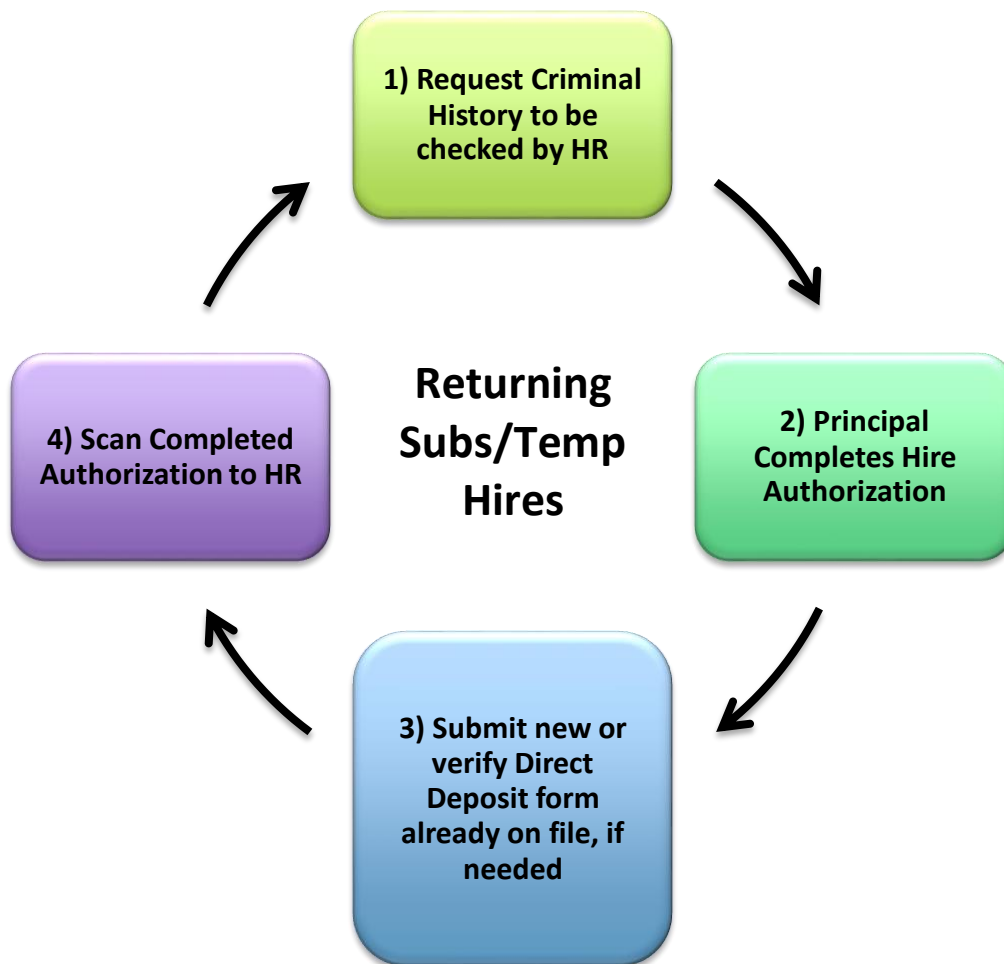 1) Request Criminal
History to be
checked by HR
Returning
Subs/Temp
Hires
2) Principal
Completes Hire
Authorization
3) Submit new or
verify Direct
Deposit form
already on file, if
needed
4) Scan Completed
Authorization to HR